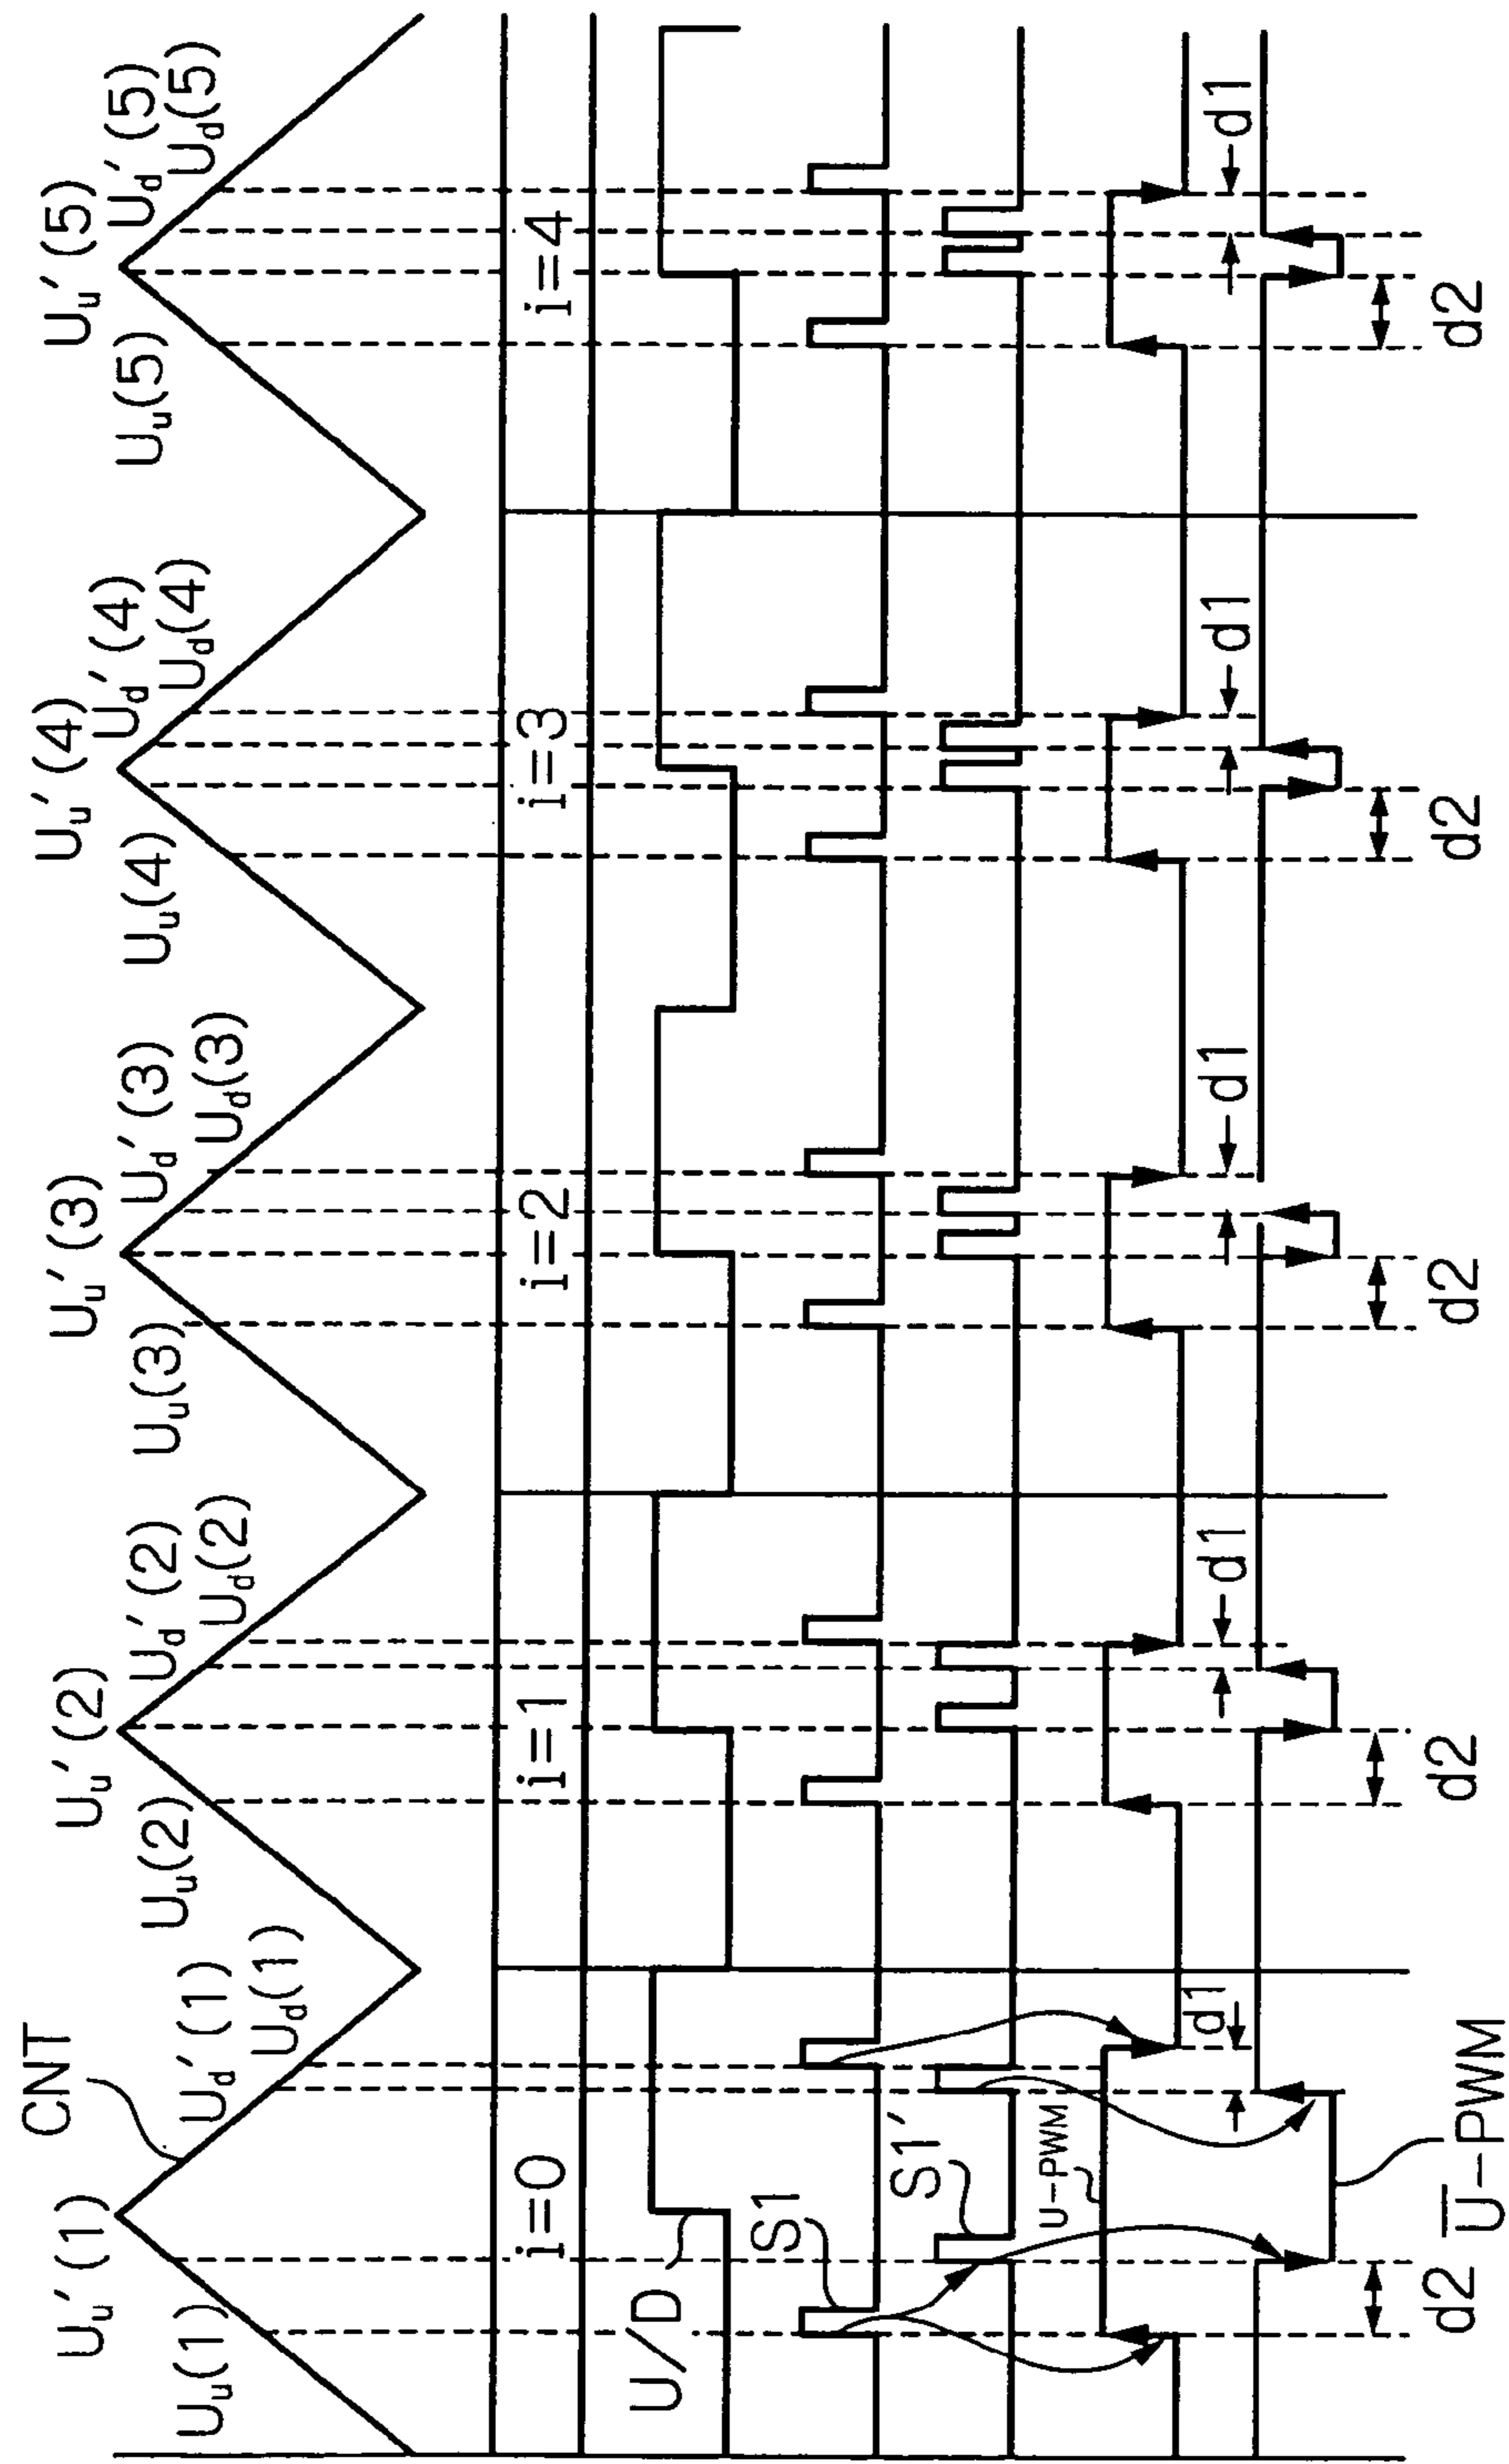 CNT
Uu'(1)
Uu(1)
Ud'(1)
Ud(1)
Uu'(2)
Uu(2)
Ud'(2)
Ud(2)
Uu'(3)
Uu(3)
Ud'(3)
Ud(3)
Uu'(4)
Uu(4)
Ud'(4)
Ud(4)
Uu'(5)
Uu(5)
Ud'(5)
Ud(5)
i=0
i=1
i=2
i=3
i=4
U/D
S1
S1'
U-PWM
d1
d1
d1
d1
d1
d2
d2
d2
d2
d2
U̅-PWM